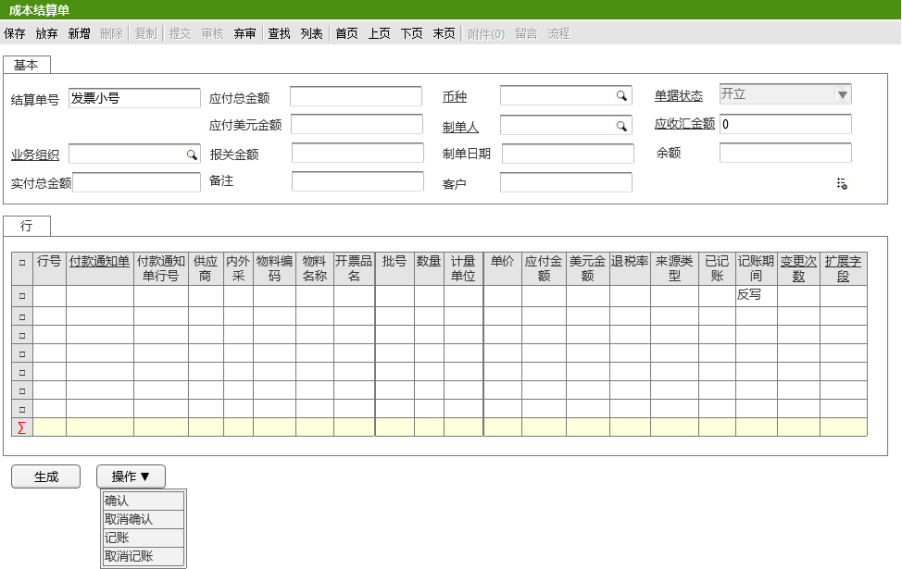 成本结算单
保存 放弃 新增 删除 复制 提交 审核 弃审 查找 列表 首页 上页 下页 末页 附件(0) 留言 流程
基本
结算单号 发票小号 应付总金额 币种 单据状态 开立
应付美元金额 制单人 应收汇金额 0
业务组织 报关金额 制单日期 余额
实付总金额 备注 客户
行
行号 付款通知单 付款通知单行号 供应商 内外采 物料编码 物料名称 开票品名 批号 数量 计量单位 单价 应付金额 美元金额 退税率 来源类型 已记账 记账期间 变更次数 扩展字段
反写
Σ
生成 操作 ▼
确认
取消确认
记账
取消记账